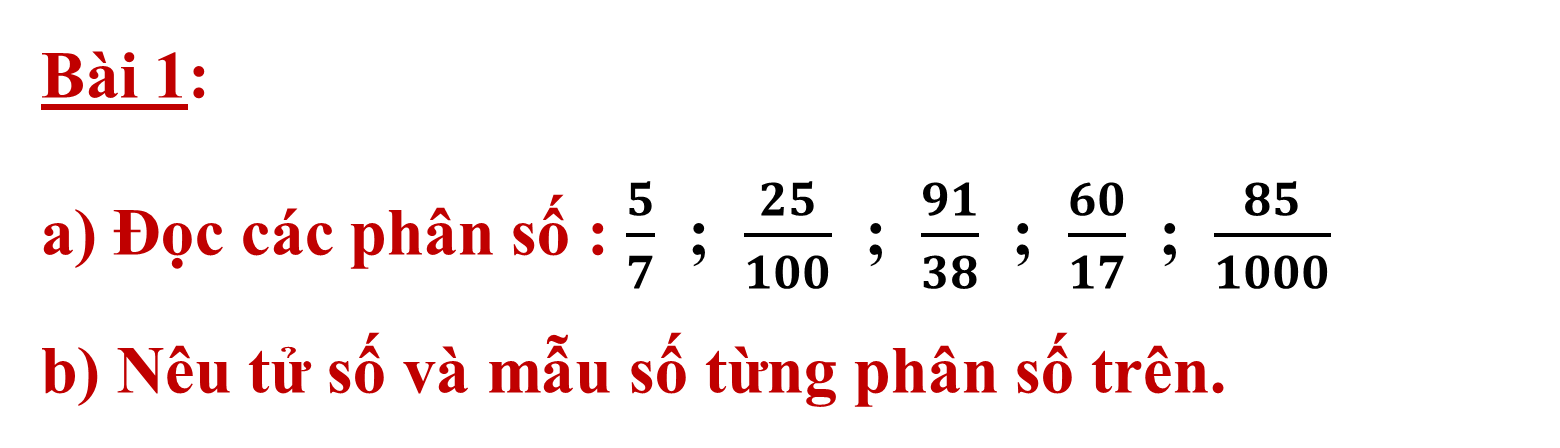 Bài 1:
a) Đọc các phân số : 5/7 ; 25/100 ; 91/38 ; 60/17 ; 85/1000
b) Nêu tử số và mẫu số từng phân số trên.